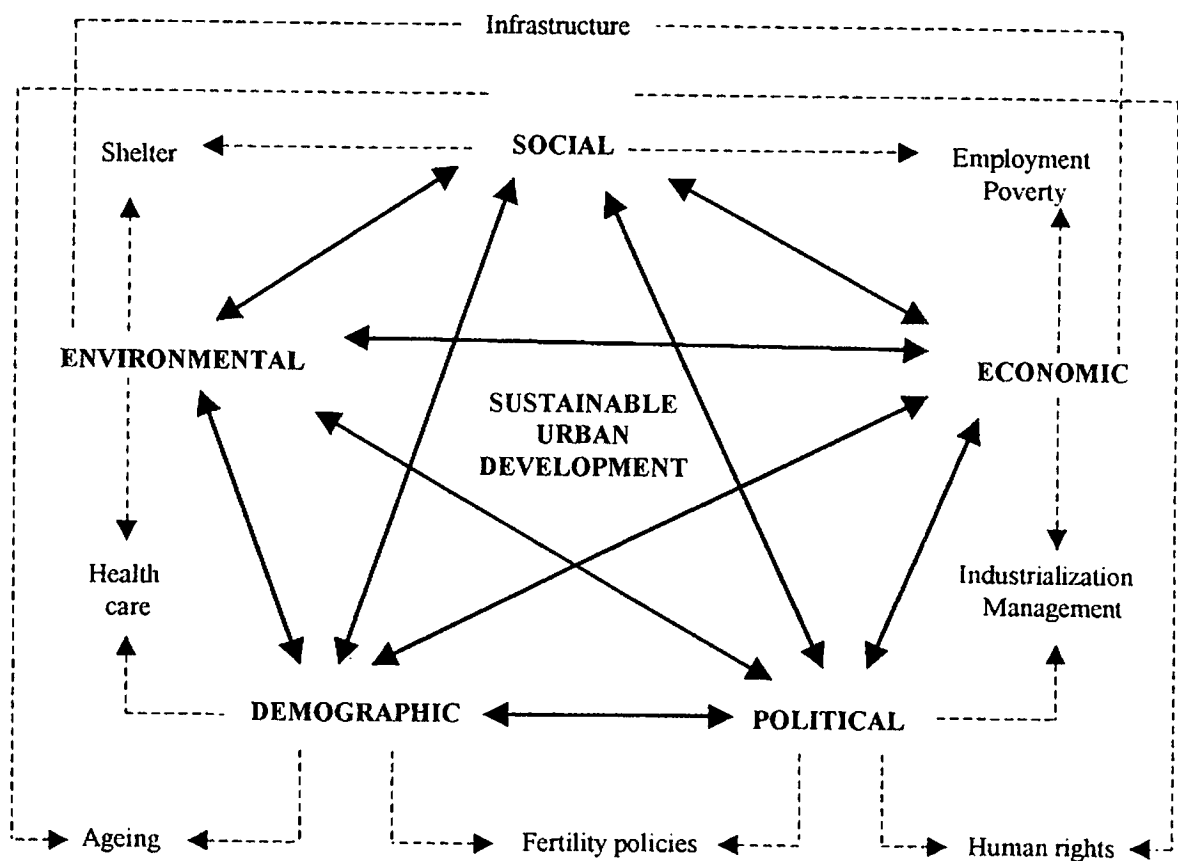 Infrastructure
Shelter
SOCIAL
Employment
Poverty
ENVIRONMENTAL
ECONOMIC
SUSTAINABLE
URBAN
DEVELOPMENT
Health
care
Industrialization
Management
DEMOGRAPHIC
POLITICAL
Ageing
Fertility policies
Human rights